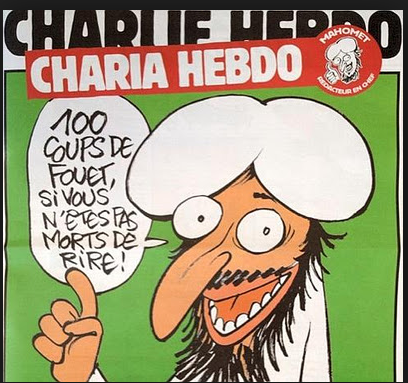 CHARLIE HEBDO
CHARIA HEBDO
MAHOMET
RÉDACTEUR EN CHEF
100
COUPS DE
FOUET,
SI VOUS
N'ÊTES PAS
MORTS DE
RIRE!